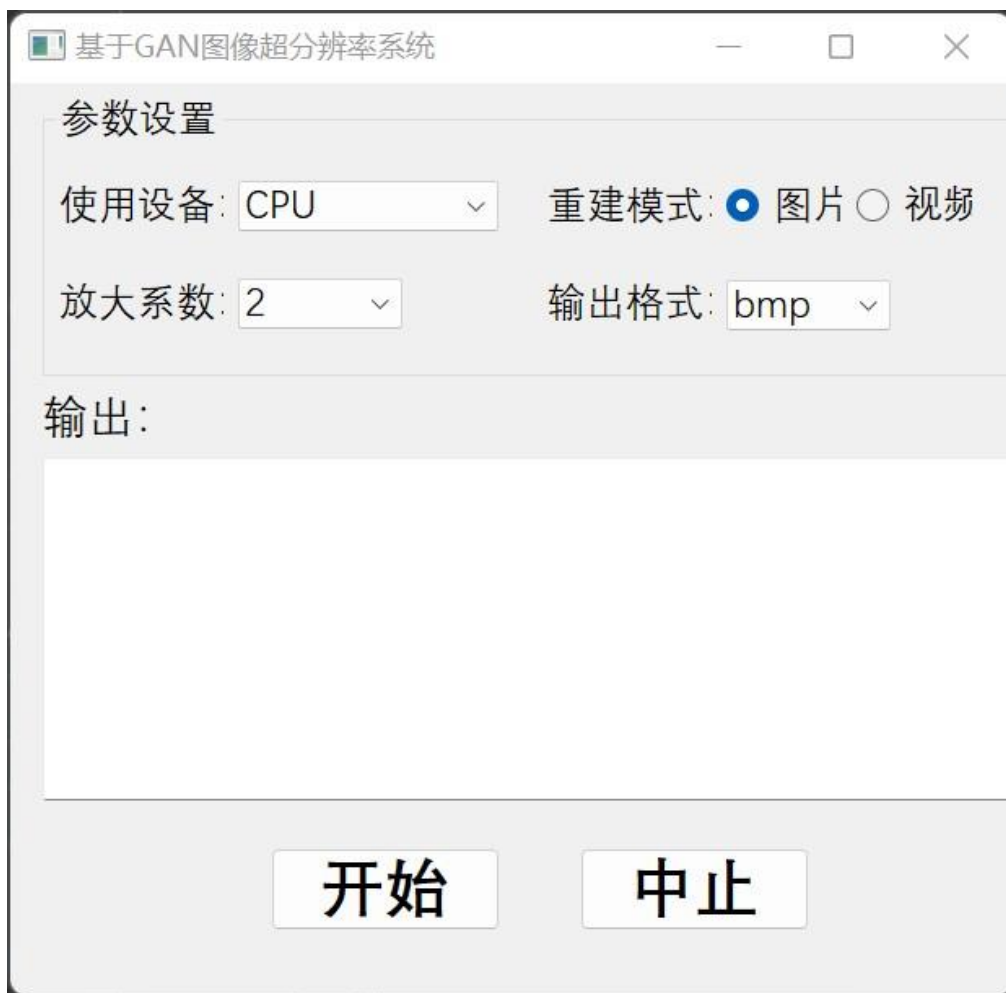 基于GAN图像超分辨率系统
参数设置
使用设备: CPU 重建模式: 图片 视频
放大系数: 2 输出格式: bmp
输出:
开始 中止